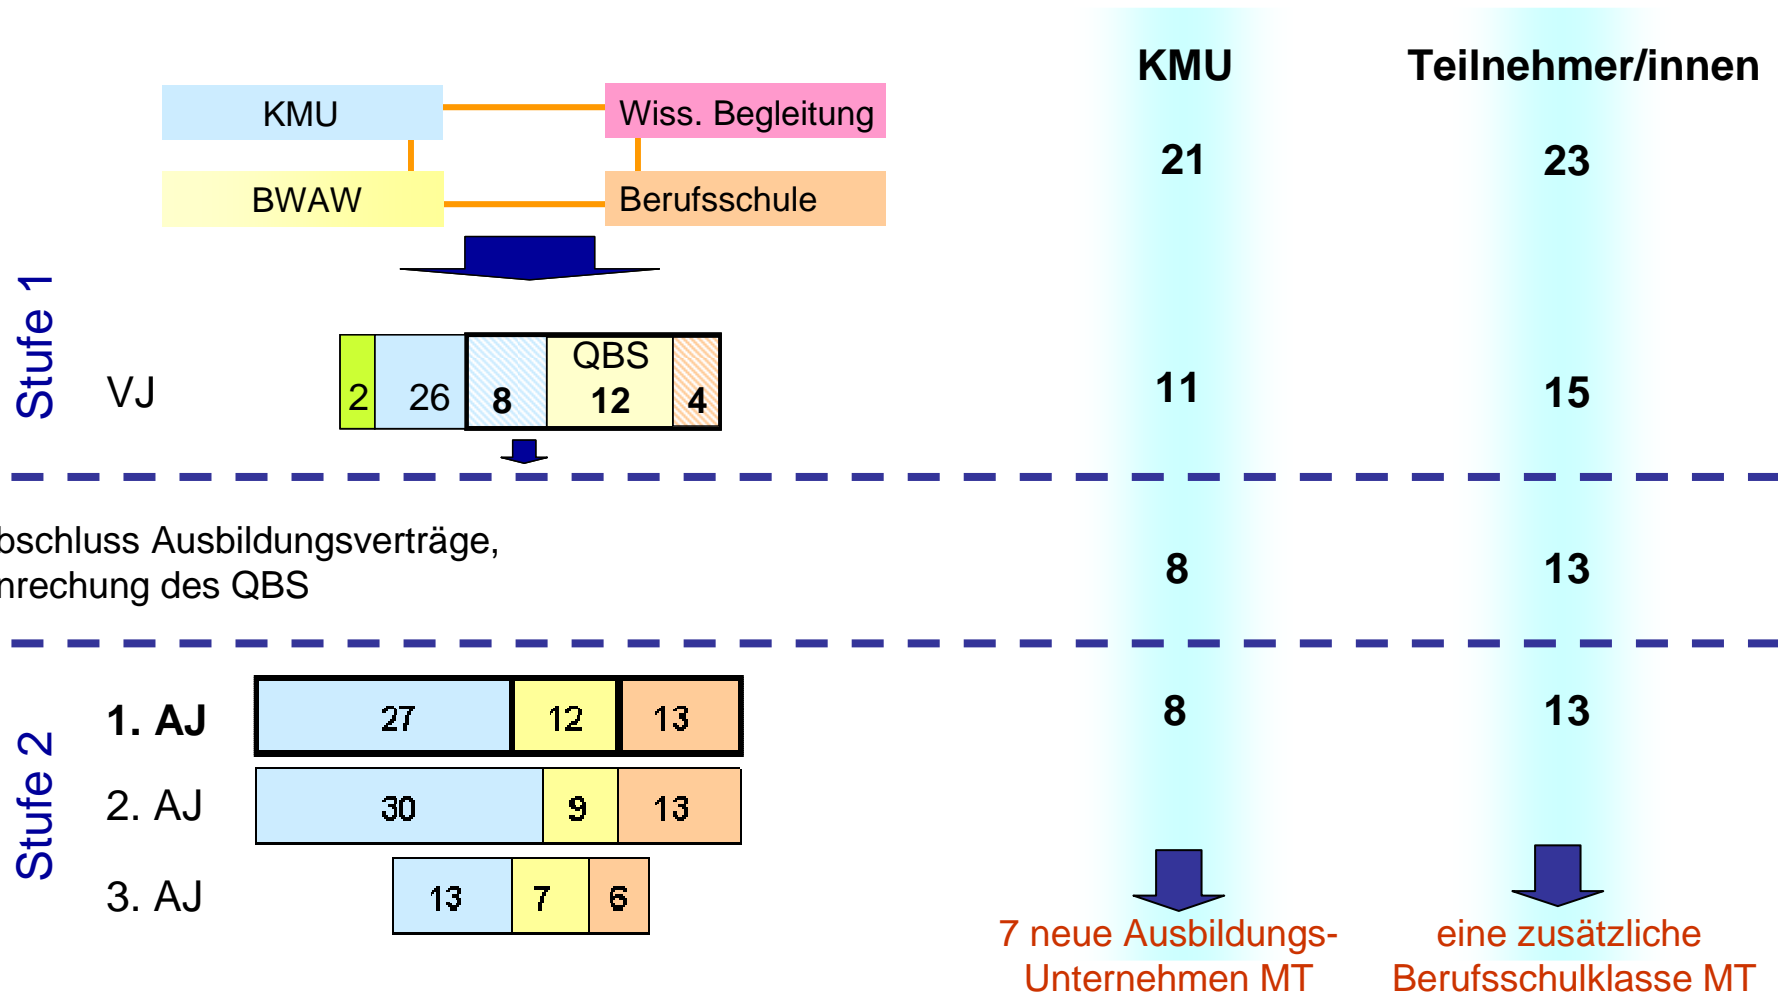 KMU Teilnehmer/innen
KMU Wiss. Begleitung
21 23
BWAW Berufsschule
Stufe 1
QBS
VJ 2 26 8 12 4 11 15
bschluss Ausbildungsverträge,
nrechung des QBS
8 13
Stufe 2
1. AJ 27 12 13 8 13
2. AJ 30 9 13
3. AJ 13 7 6
7 neue Ausbildungs-
Unternehmen MT
eine zusätzliche
Berufsschulklasse MT